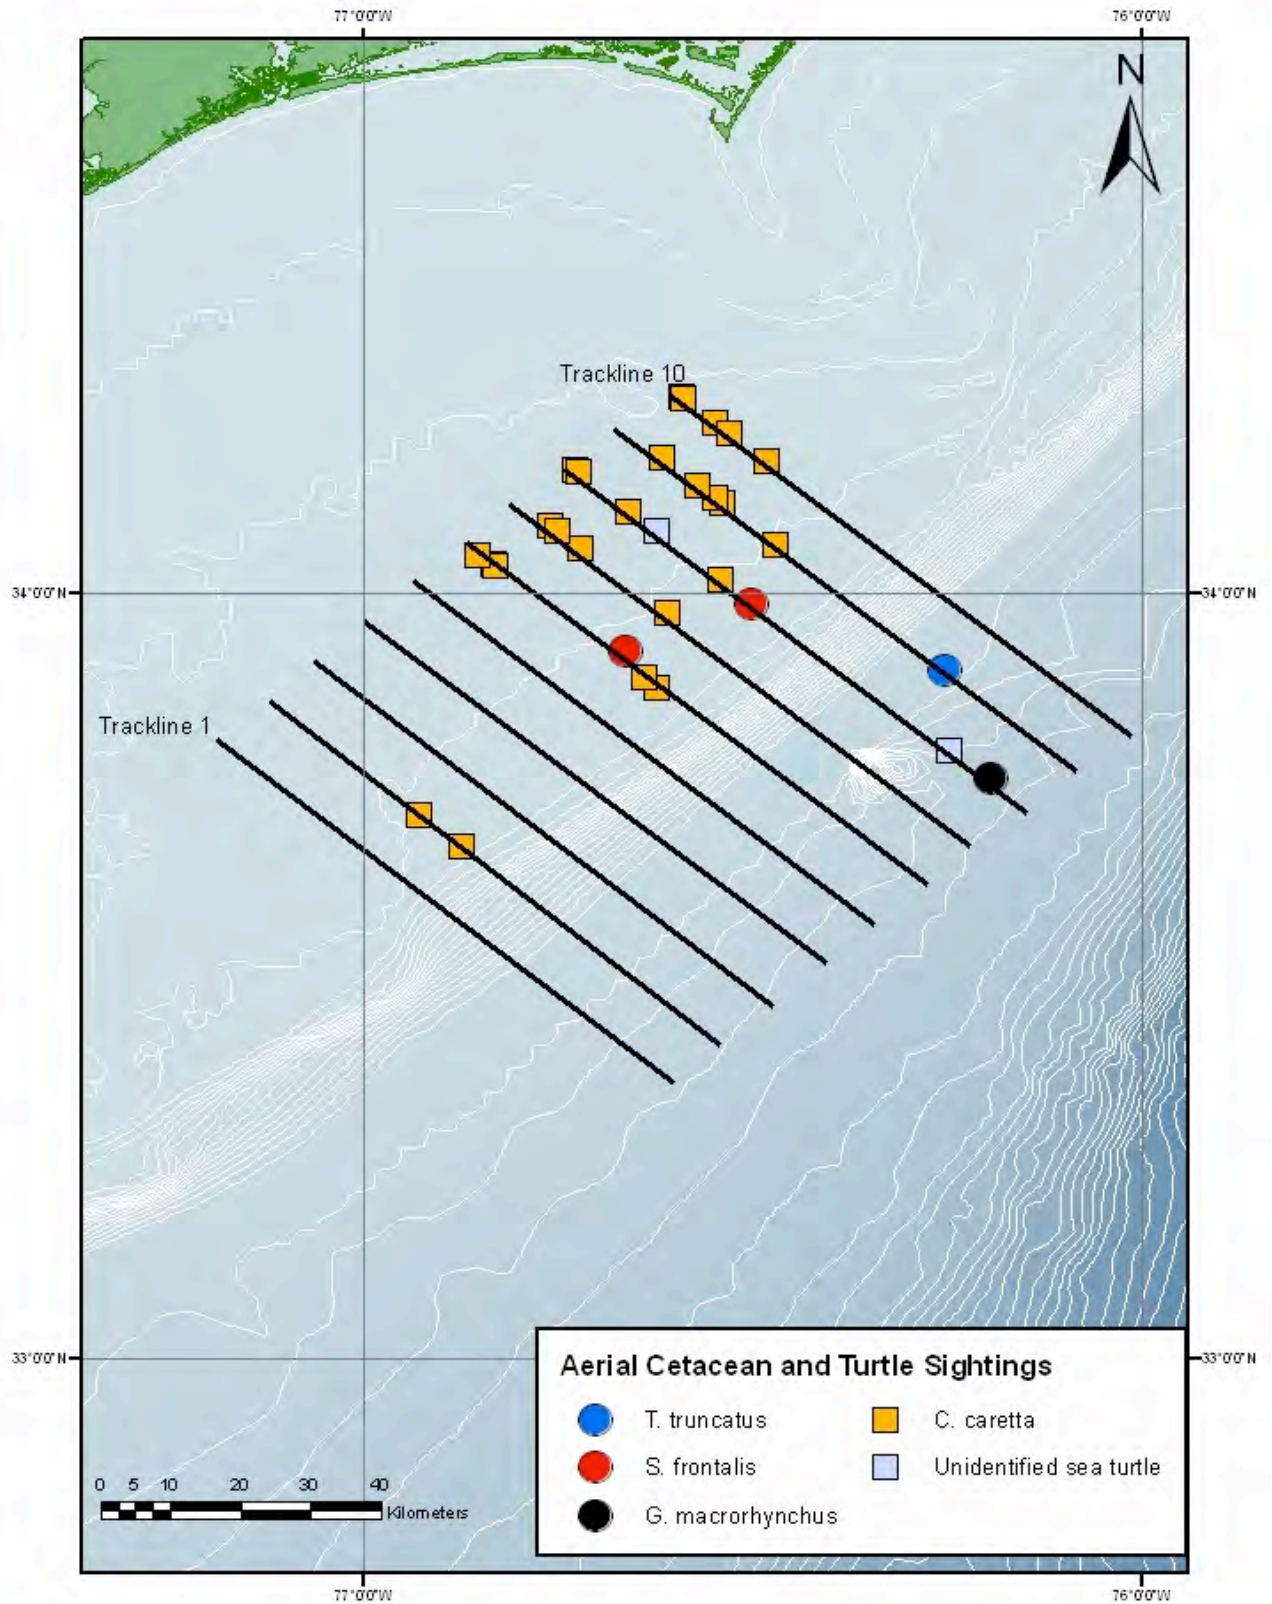 77°0'0"W 76°0'0"W
N
Trackline 10
34°0'0"N 34°0'0"N
Trackline 1
33°0'0"N 33°0'0"N
Aerial Cetacean and Turtle Sightings
T. truncatus C. caretta
S. frontalis Unidentified sea turtle
G. macrorhynchus
0 5 10 20 30 40
Kilometers
77°0'0"W 76°0'0"W